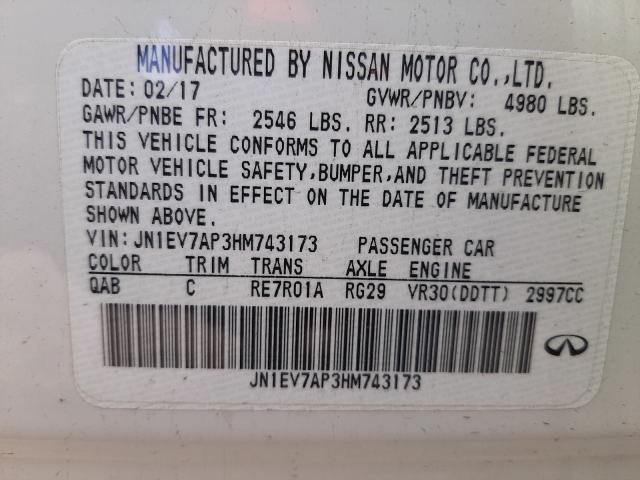 MANUFACTURED BY NISSAN MOTOR CO.,LTD.
DATE: 02/17 GVWR/PNBV: 4980 LBS.
GAWR/PNBE FR: 2546 LBS. RR: 2513 LBS.
THIS VEHICLE CONFORMS TO ALL APPLICABLE FEDERAL
MOTOR VEHICLE SAFETY,BUMPER,AND THEFT PREVENTION
STANDARDS IN EFFECT ON THE DATE OF MANUFACTURE
SHOWN ABOVE.
VIN:JN1EV7AP3HM743173 PASSENGER CAR
COLOR TRIM TRANS AXLE ENGINE
QAB C RE7R01A RG29 VR30(DDTT) 2997CC
JN1EV7AP3HM743173